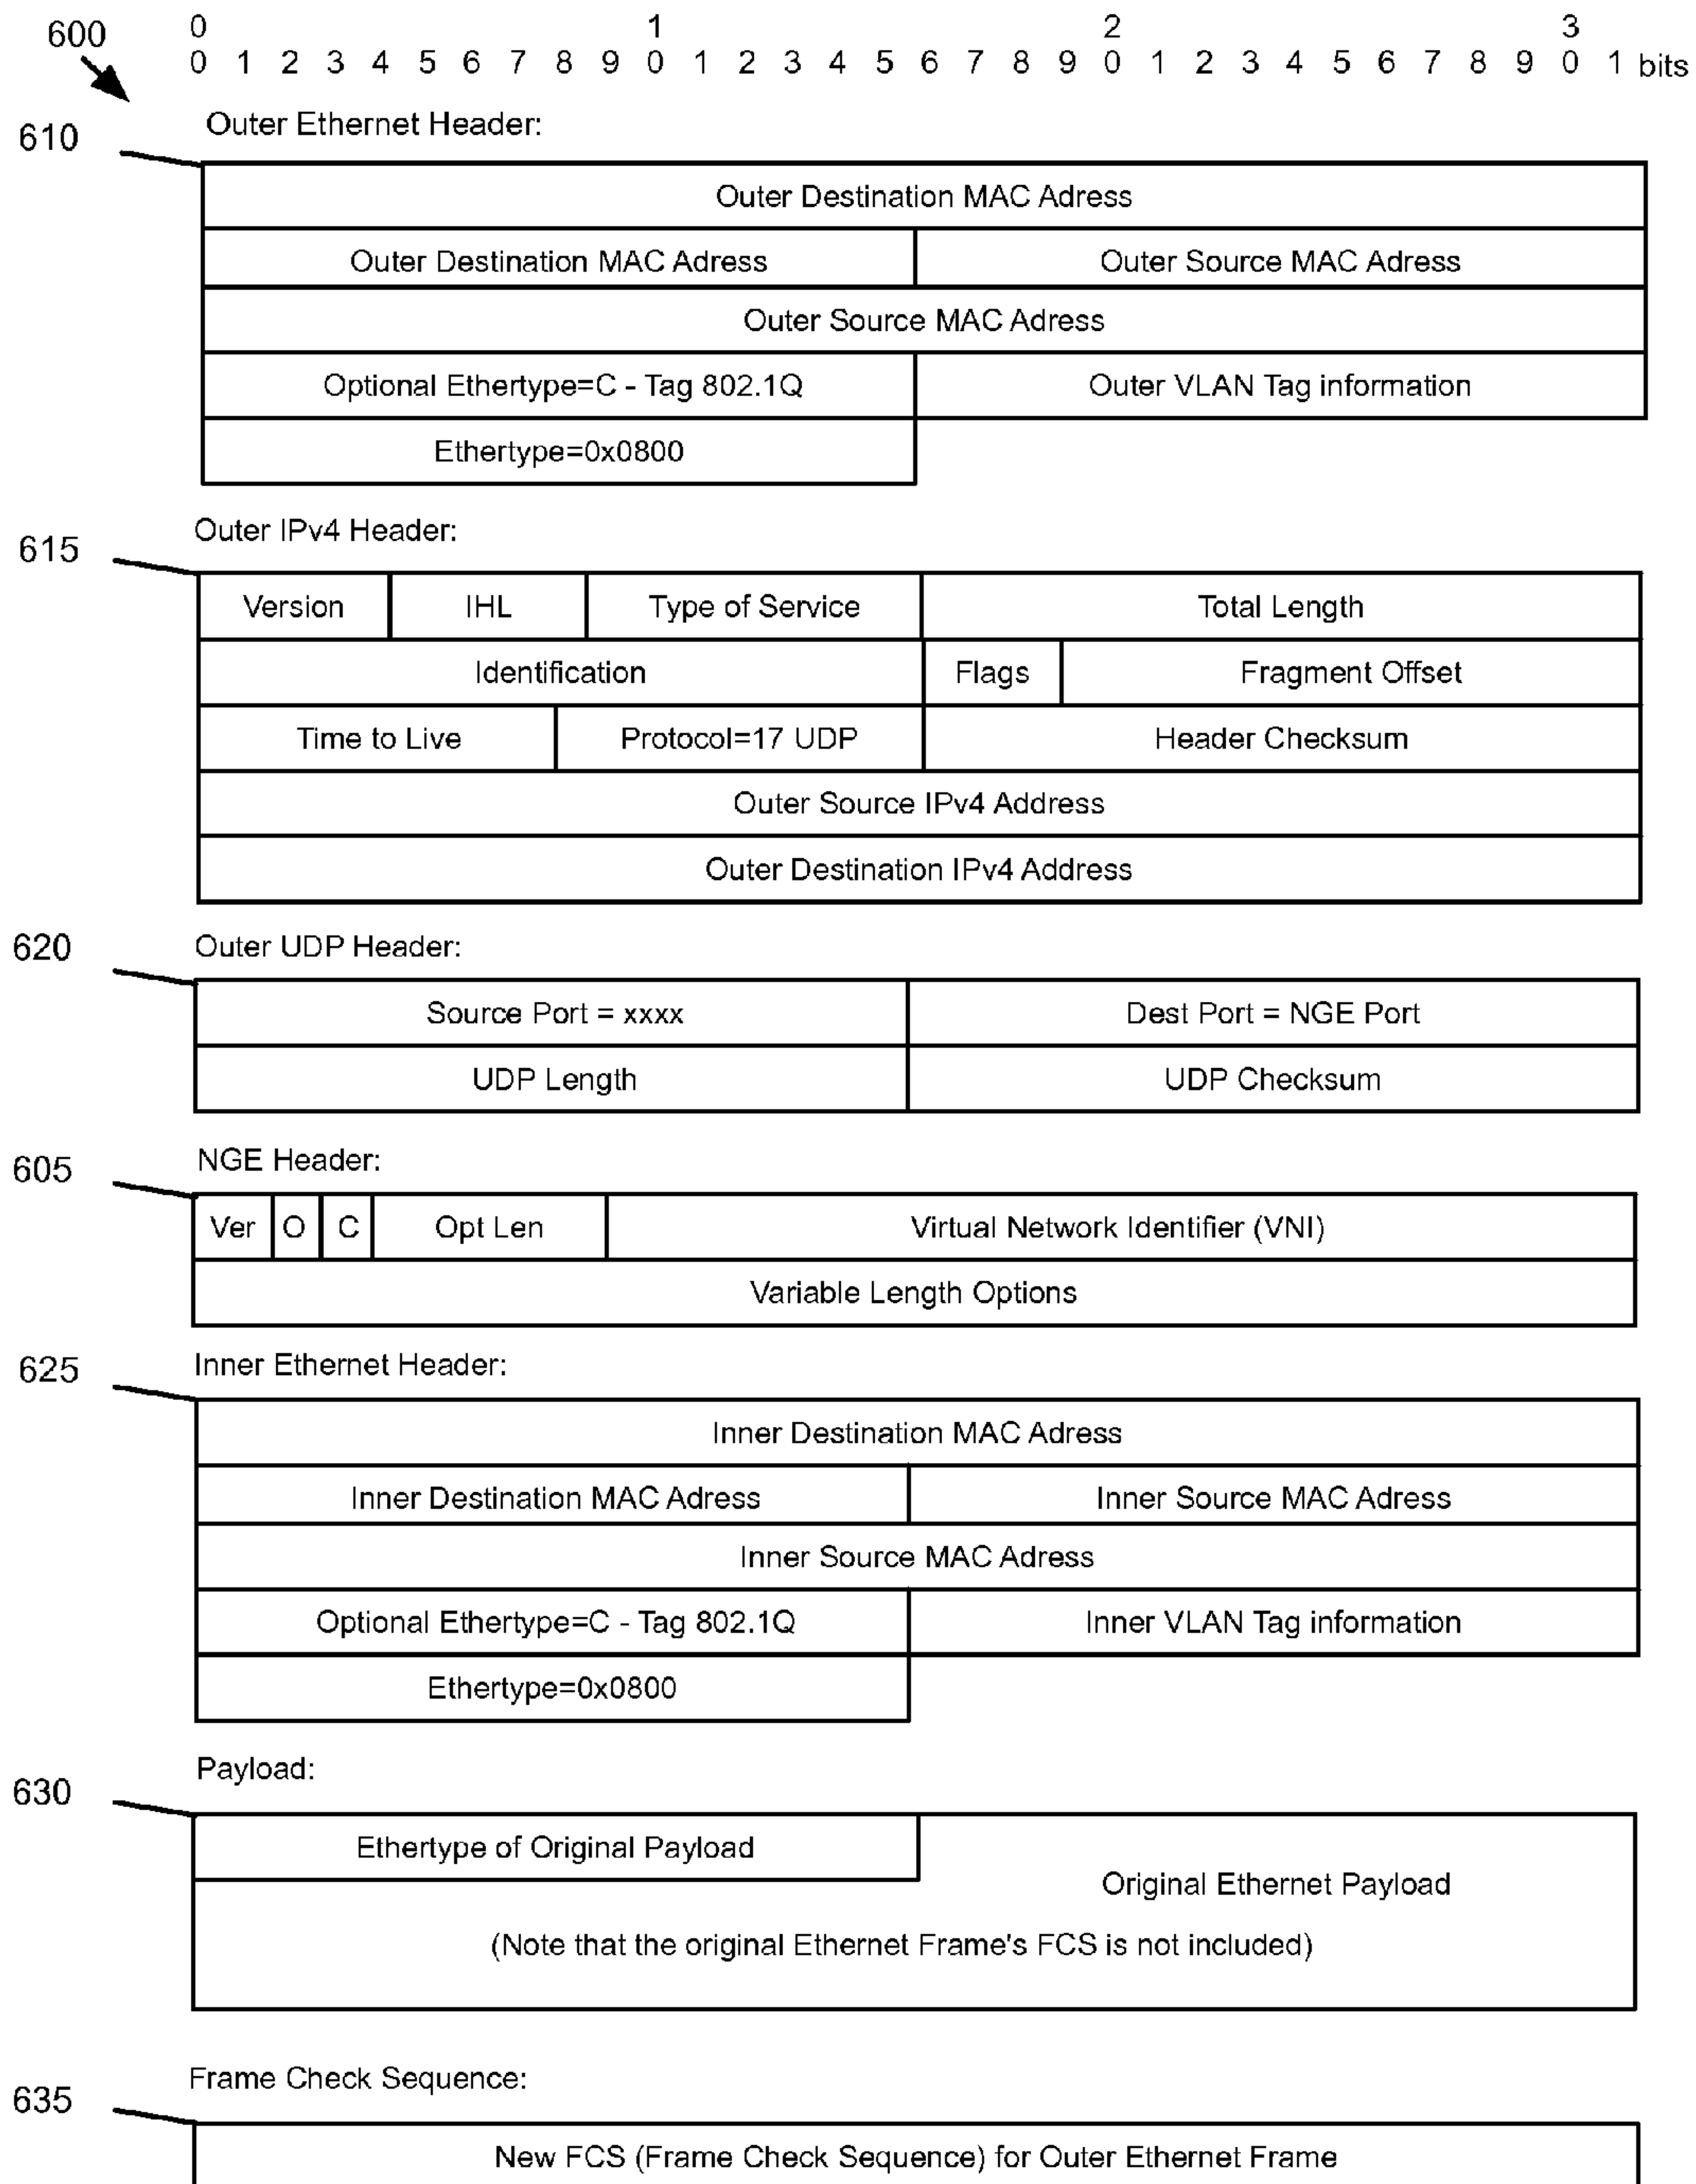 600
0 1 2 3
0 1 2 3 4 5 6 7 8 9 0 1 2 3 4 5 6 7 8 9 0 1 2 3 4 5 6 7 8 9 0 1 bits
610
Outer Ethernet Header:
Outer Destination MAC Adress
Outer Destination MAC Adress Outer Source MAC Adress
Outer Source MAC Adress
Optional Ethertype=C - Tag 802.1Q Outer VLAN Tag information
Ethertype=0x0800
615
Outer IPv4 Header:
Version IHL Type of Service Total Length
Identification Flags Fragment Offset
Time to Live Protocol=17 UDP Header Checksum
Outer Source IPv4 Address
Outer Destination IPv4 Address
620
Outer UDP Header:
Source Port = xxxx Dest Port = NGE Port
UDP Length UDP Checksum
605
NGE Header:
Ver O C Opt Len Virtual Network Identifier (VNI)
Variable Length Options
625
Inner Ethernet Header:
Inner Destination MAC Adress
Inner Destination MAC Adress Inner Source MAC Adress
Inner Source MAC Adress
Optional Ethertype=C - Tag 802.1Q Inner VLAN Tag information
Ethertype=0x0800
630
Payload:
Ethertype of Original Payload
Original Ethernet Payload
(Note that the original Ethernet Frame's FCS is not included)
635
Frame Check Sequence:
New FCS (Frame Check Sequence) for Outer Ethernet Frame